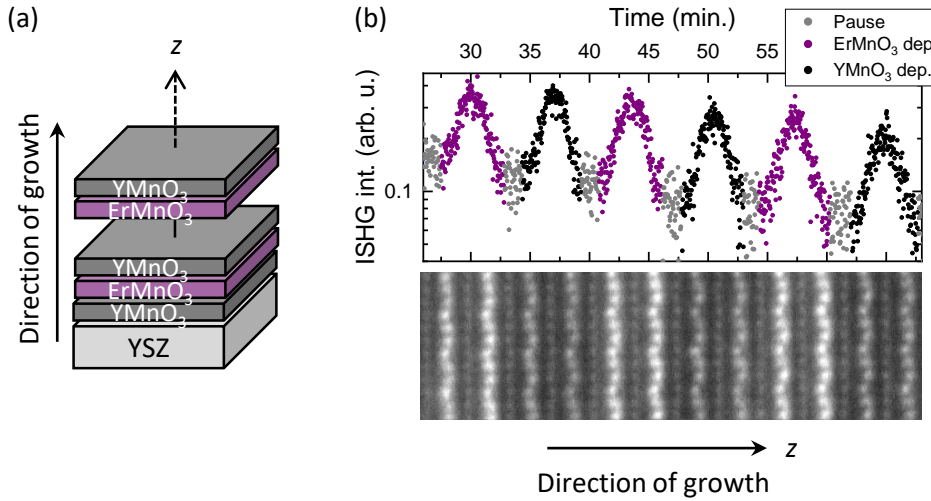 (a)
z
Direction of growth
YMnO₃
ErMnO₃
YMnO₃
ErMnO₃
YMnO₃
YSZ
(b)
Time (min.)
30 35 40 45 50 55
Pause
ErMnO₃ dep.
YMnO₃ dep.
ISHG int. (arb. u.)
0.1
z
Direction of growth